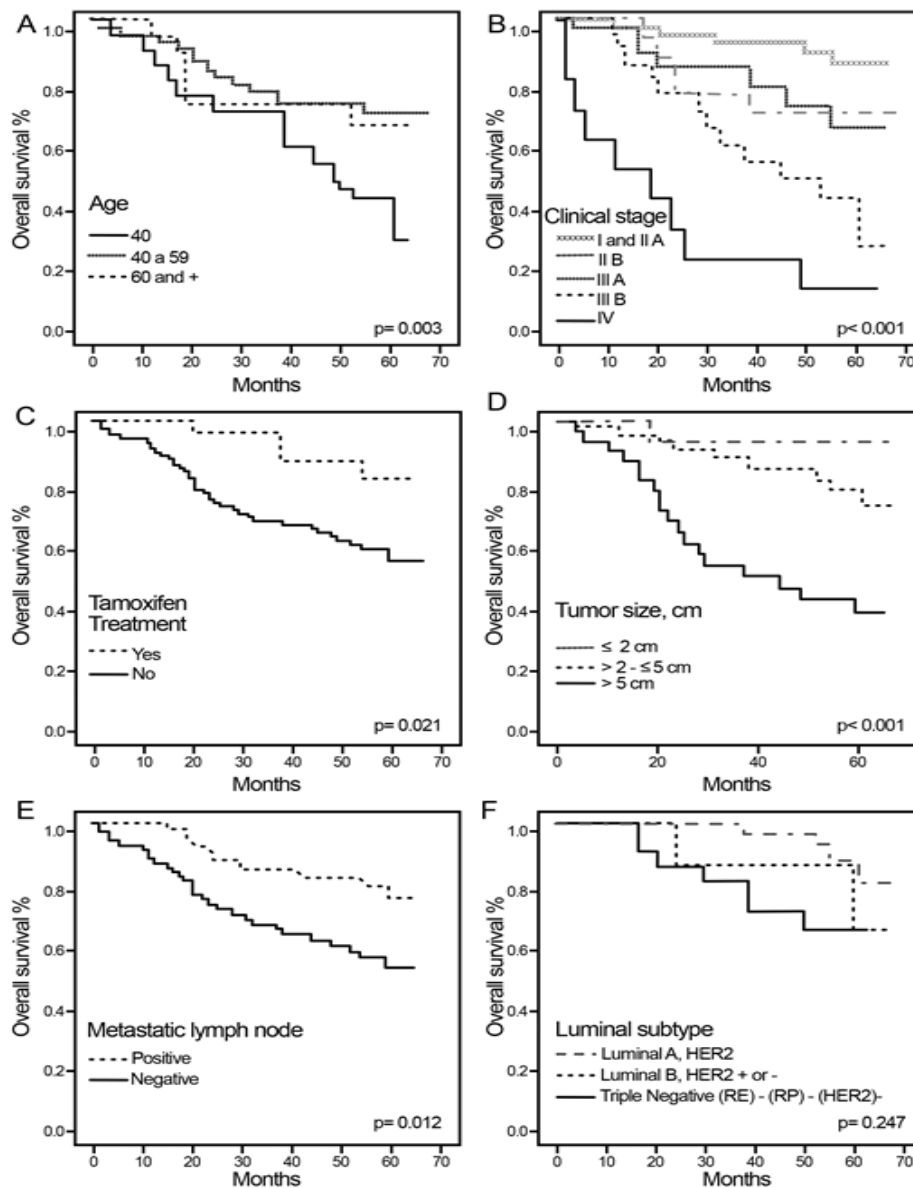 A
Overall survival %
1.0
0.8
0.6
0.4
0.2
0.0
Age
40
40 a 59
60 and +
p= 0.003
0 10 20 30 40 50 60 70
Months
B
Overall survival %
1.0
0.8
0.6
0.4
0.2
0.0
Clinical stage
I and II A
II B
III A
III B
IV
p< 0.001
0 10 20 30 40 50 60 70
Months
C
Overall survival %
1.0
0.8
0.6
0.4
0.2
0.0
Tamoxifen
Treatment
Yes
No
p= 0.021
0 10 20 30 40 50 60 70
Months
D
Overall survival %
1.0
0.8
0.6
0.4
0.2
0.0
Tumor size, cm
≤ 2 cm
> 2 - ≤ 5 cm
> 5 cm
p< 0.001
0 20 40 60
Months
E
Overall survival %
1.0
0.8
0.6
0.4
0.2
0.0
Metastatic lymph node
Positive
Negative
p= 0.012
0 10 20 30 40 50 60 70
Months
F
Overall survival %
1.0
0.8
0.6
0.4
0.2
0.0
Luminal subtype
Luminal A, HER2
Luminal B, HER2 + or -
Triple Negative (RE) - (RP) - (HER2)-
p= 0.247
0 10 20 30 40 50 60 70
Months